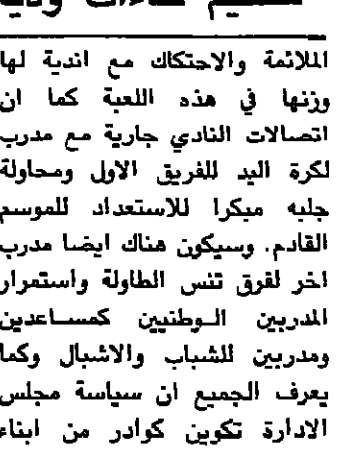 الملائمة والاحتكاك مع اندية لها
وزنها في هذه اللعبة كما ان
اتصالات النادي جارية مع مدرب
لكرة اليد للفريق الاول ومحاولة
جلبه مبكرا للاستعداد للموسم
القادم. وسيكون هناك ايضا مدرب
اخر لفرق تنس الطاولة واستمرار
المدربين الوطنيين كمساعدين
ومدربين للشباب والاشبال وكما
يعرف الجميع ان سياسة مجلس
الادارة تكوين كوادر من ابناء